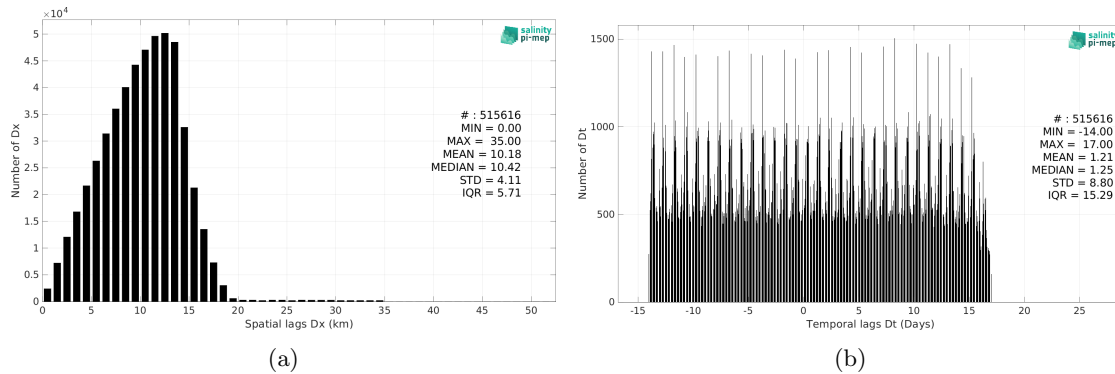 ×10⁴
5
4.5
4
3.5
3
2.5
2
1.5
1
0.5
0
Number of Dx
0 5 10 15 20 25 30 35 40 45 50
Spatial lags Dx (km)
salinity
pi-mep
# : 515616
MIN = 0.00
MAX = 35.00
MEAN = 10.18
MEDIAN = 10.42
STD = 4.11
IQR = 5.71
(a)
1500
1000
500
0
Number of Dt
-15 -10 -5 0 5 10 15 20 25
Temporal lags Dt (Days)
salinity
pi-mep
# : 515616
MIN = -14.00
MAX = 17.00
MEAN = 1.21
MEDIAN = 1.25
STD = 8.80
IQR = 15.29
(b)